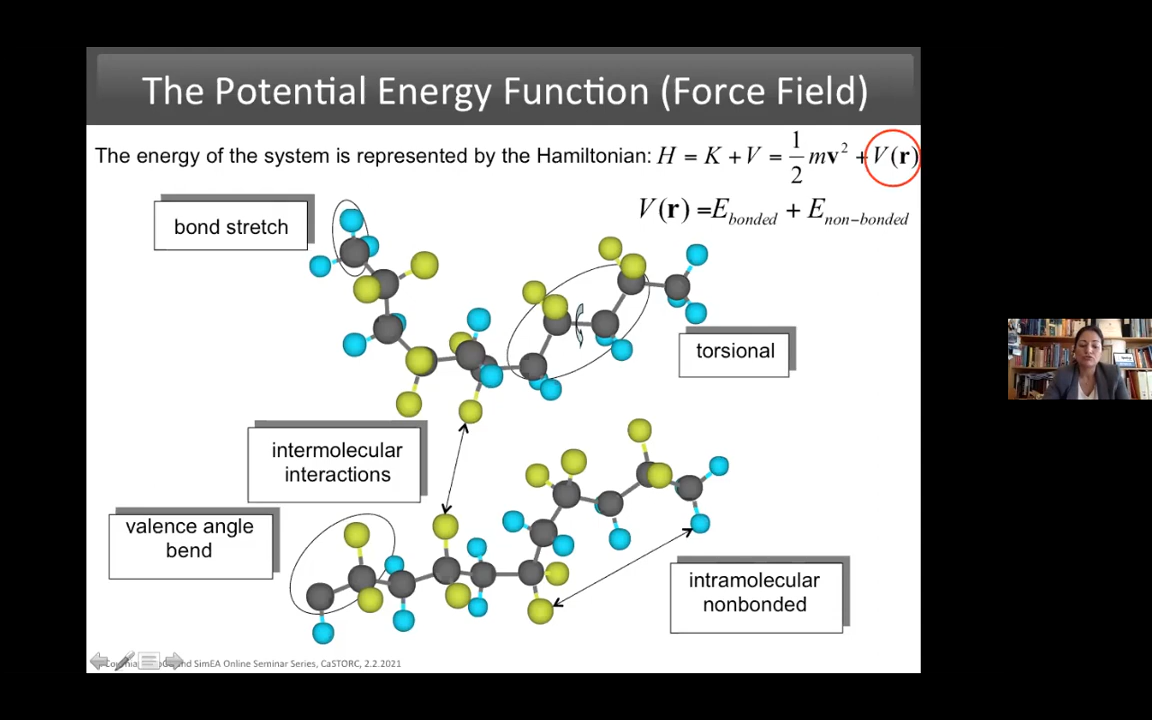 The Potential Energy Function (Force Field)
The energy of the system is represented by the Hamiltonian: H = K + V = 1/2 mv² + V(r)
V(r) = E_bonded + E_non−bonded
bond stretch
torsional
intermolecular
interactions
valence angle
bend
intramolecular
nonbonded
and SimEA Online Seminar Series, CaSTORC, 2.2.2021